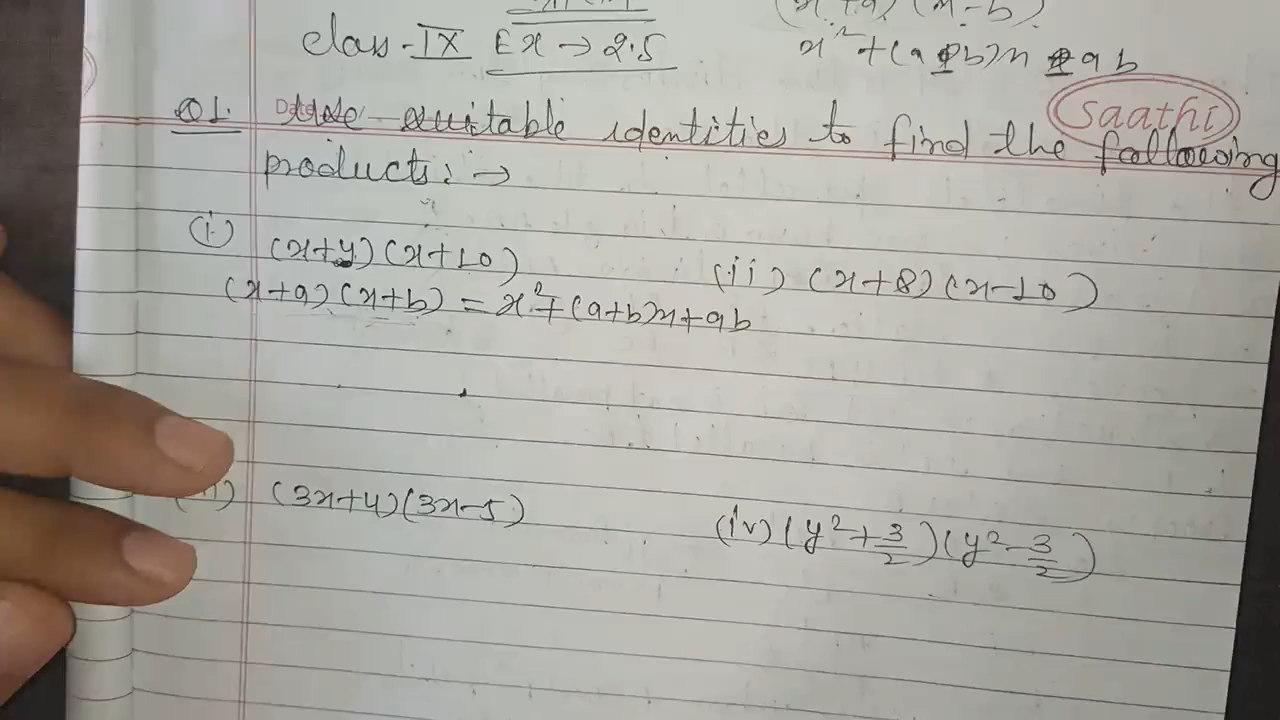 (x+a) (x-b)
class-IX Ex → 2.5
x²+(a-b)x-ab
saathi
Q1. Use suitable identities to find the following
products: →
(i) (x+4)(x+10) (ii) (x+8)(x-10)
(x+a)(x+b) = x²+(a+b)x+ab
(3x+4)(3x-5)
(iv) (y²+3/2)(y²-3/2)